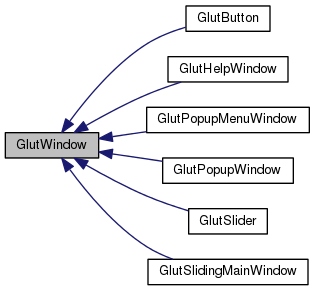 GlutButton
GlutHelpWindow
GlutPopupMenuWindow
GlutWindow
GlutPopupWindow
GlutSlider
GlutSlidingMainWindow